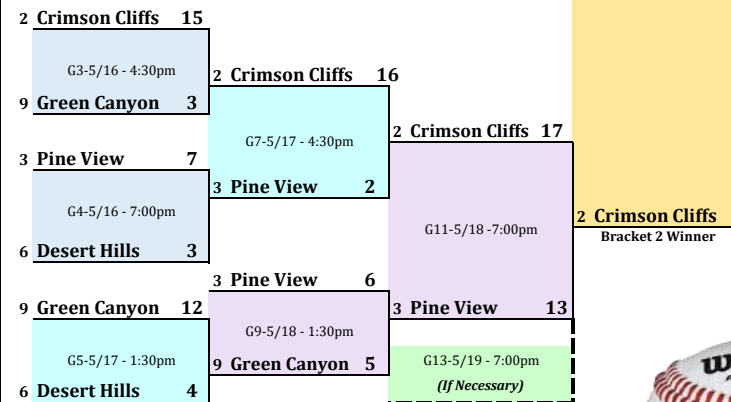 2 Crimson Cliffs 15
G3-5/16 - 4:30pm
9 Green Canyon 3
2 Crimson Cliffs 16
G7-5/17 - 4:30pm
3 Pine View 2
3 Pine View 7
G4-5/16 - 7:00pm
6 Desert Hills 3
2 Crimson Cliffs 17
G11-5/18 -7:00pm
3 Pine View 13
2 Crimson Cliffs
Bracket 2 Winner
3 Pine View 6
G9-5/18 - 1:30pm
9 Green Canyon 5
9 Green Canyon 12
G5-5/17 - 1:30pm
6 Desert Hills 4
G13-5/19 - 7:00pm
(If Necessary)